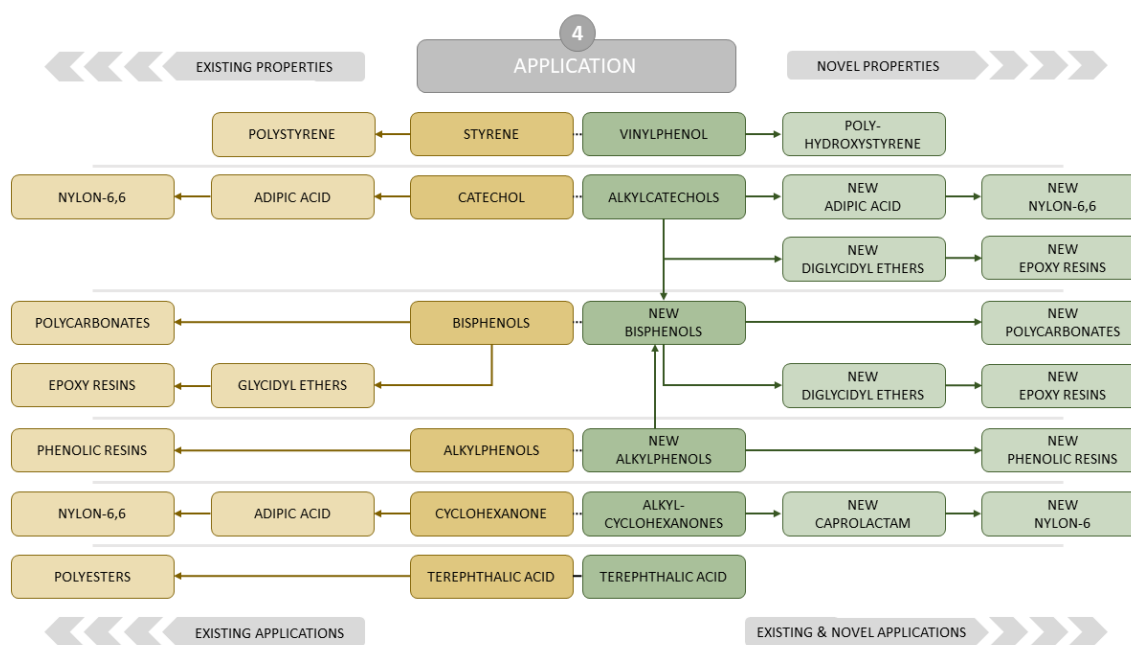 4
APPLICATION
EXISTING PROPERTIES
NOVEL PROPERTIES
POLYSTYRENE
STYRENE
VINYLPHENOL
POLY-
HYDROXYSTYRENE
NYLON-6,6
ADIPIC ACID
CATECHOL
ALKYLCATECHOLS
NEW
ADIPIC ACID
NEW
NYLON-6,6
NEW
DIGLYCIDYL ETHERS
NEW
EPOXY RESINS
POLYCARBONATES
BISPHENOLS
NEW
BISPHENOLS
NEW
POLYCARBONATES
EPOXY RESINS
GLYCIDYL ETHERS
NEW
DIGLYCIDYL ETHERS
NEW
EPOXY RESINS
PHENOLIC RESINS
ALKYLPHENOLS
NEW
ALKYLPHENOLS
NEW
PHENOLIC RESINS
NYLON-6,6
ADIPIC ACID
CYCLOHEXANONE
ALKYL-
CYCLOHEXANONES
NEW
CAPROLACTAM
NEW
NYLON-6
POLYESTERS
TEREPHTHALIC ACID
TEREPHTHALIC ACID
EXISTING APPLICATIONS
EXISTING & NOVEL APPLICATIONS